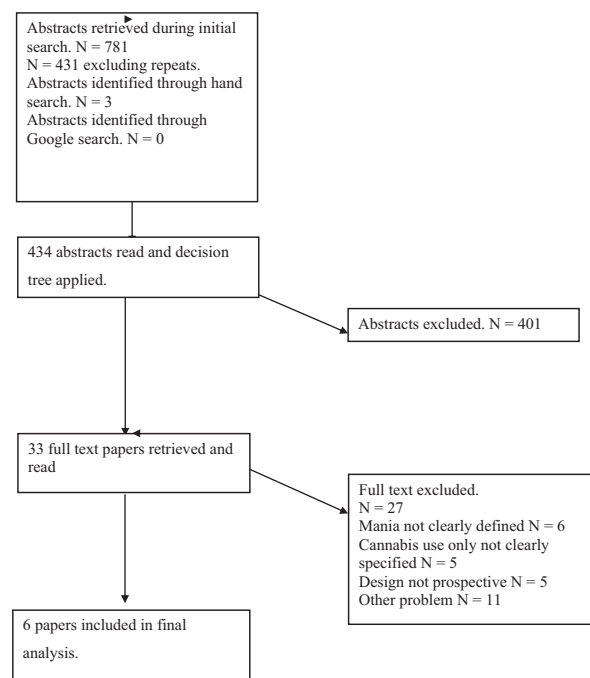 Abstracts retrieved during initial
search. N = 781
N = 431 excluding repeats.
Abstracts identified through hand
search. N = 3
Abstracts identified through
Google search. N = 0
434 abstracts read and decision
tree applied.
Abstracts excluded. N = 401
33 full text papers retrieved and
read
Full text excluded.
N = 27
Mania not clearly defined N = 6
Cannabis use only not clearly
specified N = 5
Design not prospective N = 5
Other problem N = 11
6 papers included in final
analysis.